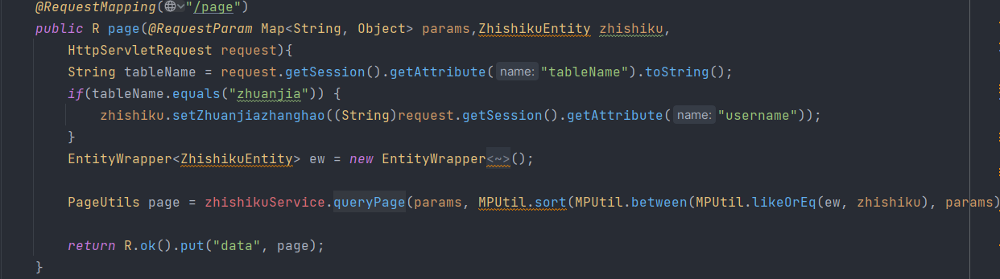 @RequestMapping("/page")
public R page(@RequestParam Map<String, Object> params,ZhishikuEntity zhishiku,
HttpServletRequest request){
String tableName = request.getSession().getAttribute( name: "tableName").toString();
if(tableName.equals("zhuanjia")) {
zhishiku.setZhuanjiazhanghao((String)request.getSession().getAttribute( name: "username"));
}
EntityWrapper<ZhishikuEntity> ew = new EntityWrapper<~>();
PageUtils page = zhishikuService.queryPage(params, MPUtil.sort(MPUtil.between(MPUtil.likeOrEq(ew, zhishiku), params)
return R.ok().put("data", page);
}